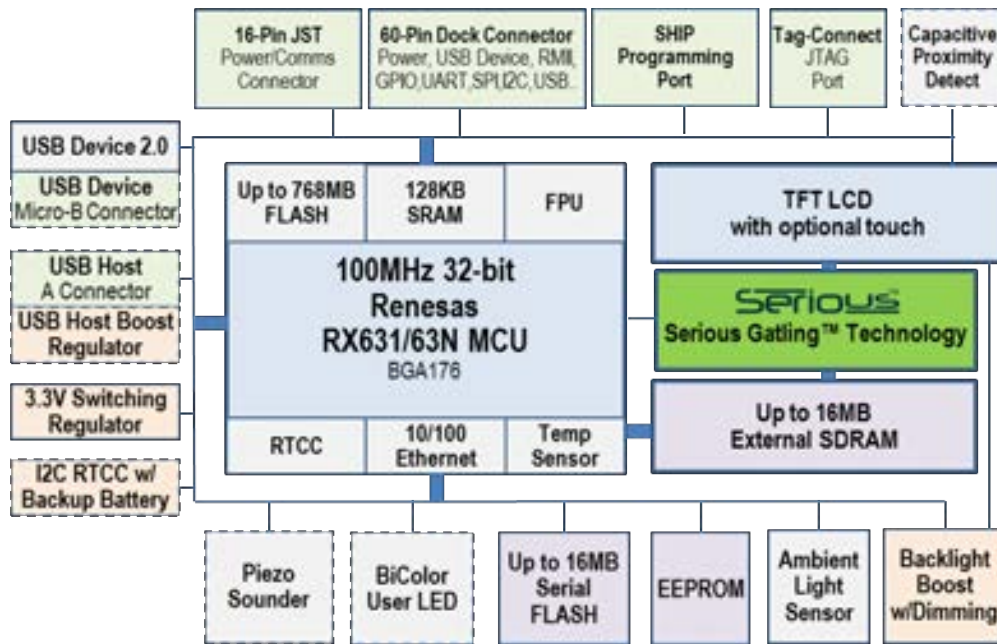 16-Pin JST
Power/Comms
Connector
60-Pin Dock Connector
Power, USB Device, RMII,
GPIO,UART,SPI,I2C,USB...
SHIP
Programming
Port
Tag-Connect
JTAG
Port
Capacitive
Proximity
Detect
USB Device 2.0
USB Device
Micro-B Connector
USB Host
A Connector
USB Host Boost
Regulator
3.3V Switching
Regulator
I2C RTCC w/
Backup Battery
Up to 768MB
FLASH
128KB
SRAM
FPU
100MHz 32-bit
Renesas
RX631/63N MCU
BGA176
RTCC
10/100
Ethernet
Temp
Sensor
TFT LCD
with optional touch
Serious™
Serious Gatling™ Technology
Up to 16MB
External SDRAM
Piezo
Sounder
BiColor
User LED
Up to 16MB
Serial
FLASH
EEPROM
Ambient
Light
Sensor
Backlight
Boost
w/Dimming